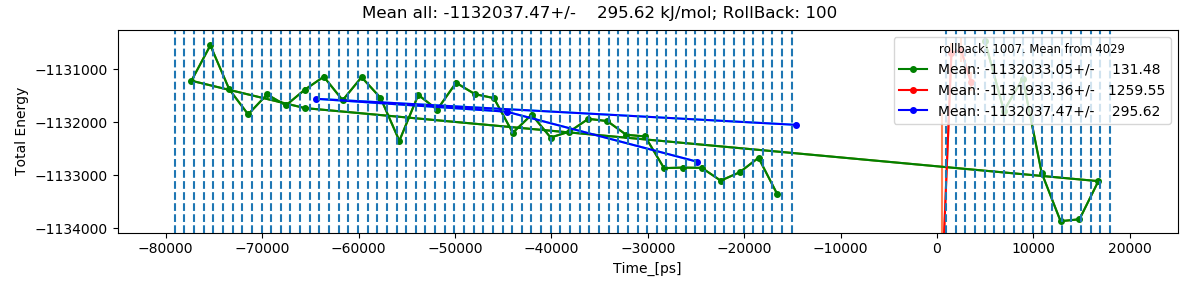 Mean all: -1132037.47+/-    295.62 kJ/mol; RollBack: 100
Total Energy
−1131000
−1132000
−1133000
−1134000
rollback: 1007. Mean from 4029
Mean: -1132033.05+/-    131.48
Mean: -1131933.36+/-   1259.55
Mean: -1132037.47+/-    295.62
−80000 −70000 −60000 −50000 −40000 −30000 −20000 −10000 0 10000 20000
Time_[ps]